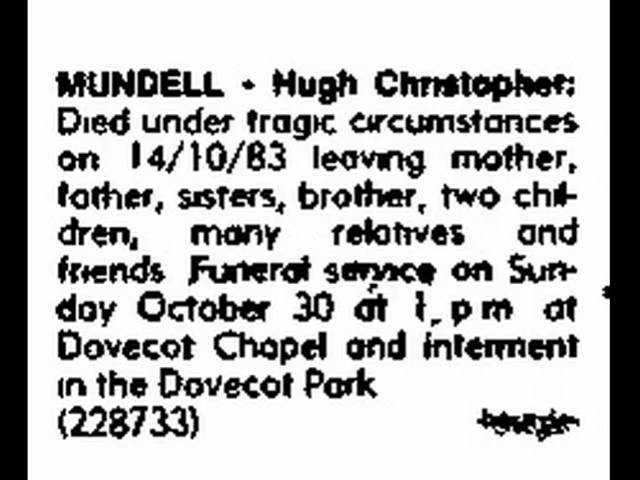 MUNDELL - Hugh Christopher:
Died under tragic circumstances
on 14/10/83 leaving mother,
father, sisters, brother, two chil-
dren, many relatives and
friends Funeral service on Sun-
day October 30 at 1, p m at
Dovecot Chapel and interment
in the Dovecot Park
(228733)